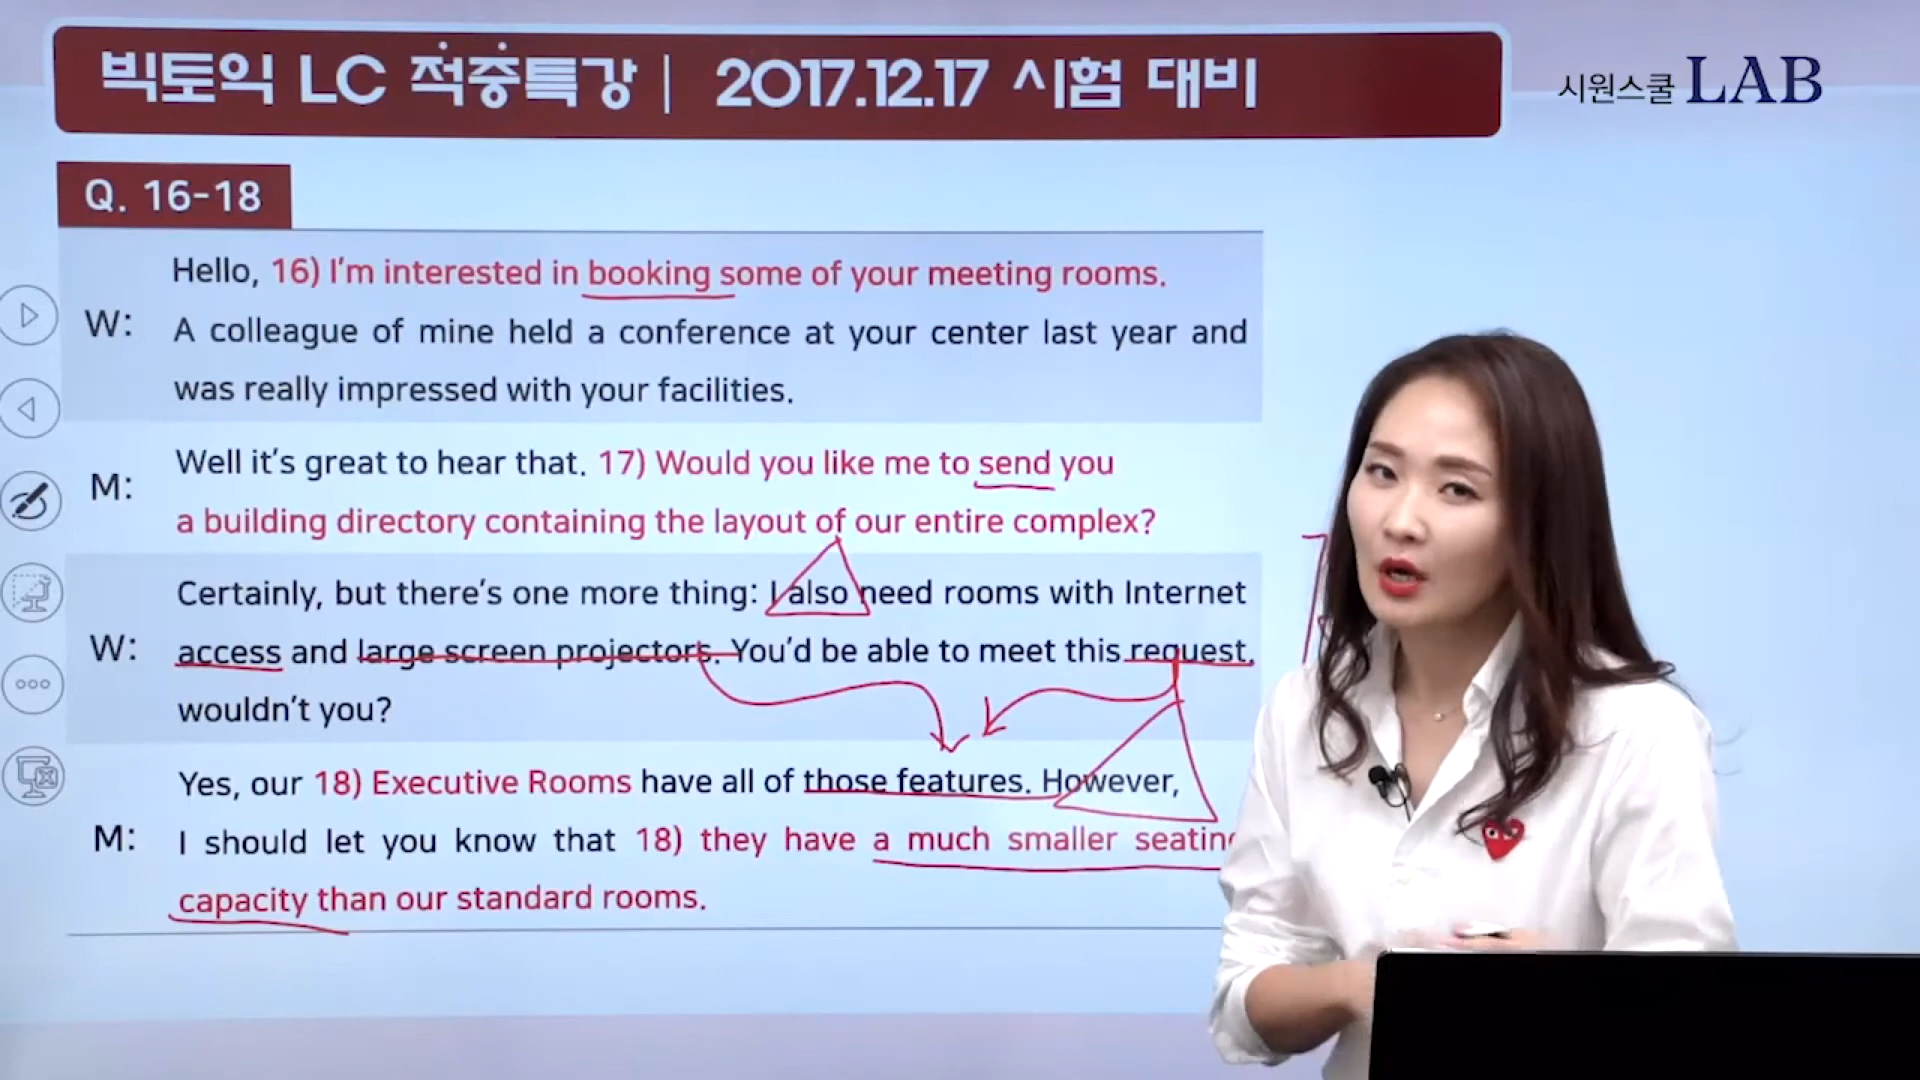 빅토익 LC 적중특강 | 2017.12.17 시험 대비
시원스쿨 LAB
Q. 16-18
Hello, 16) I'm interested in booking some of your meeting rooms.
W: A colleague of mine held a conference at your center last year and
was really impressed with your facilities.
Well it's great to hear that. 17) Would you like me to send you
M:
a building directory containing the layout of our entire complex?
Certainly, but there's one more thing: I also need rooms with Internet
W: access and large screen projectors. You'd be able to meet this request,
wouldn't you?
Yes, our 18) Executive Rooms have all of those features. However,
M: I should let you know that 18) they have a much smaller seating
capacity than our standard rooms.